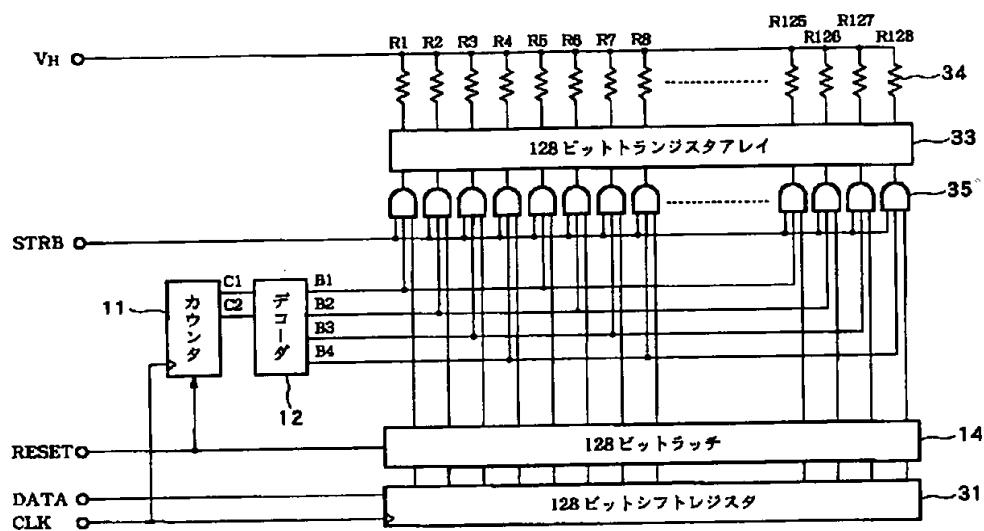 R1 R2 R3 R4 R5 R6 R7 R8 R125 R126 R127 R128
VH
34
128ビットトランジスタアレイ
33
35
STRB
C1
C2
B1
B2
B3
B4
カウンタ
デコーダ
11
12
RESET
128ビットラッチ
14
DATA
128ビットシフトレジスタ
31
CLK